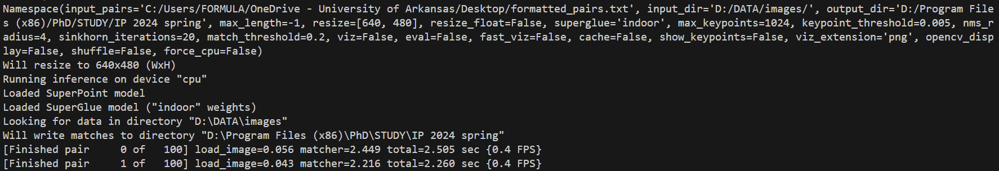 Namespace(input_pairs='C:/Users/FORMULA/OneDrive - University of Arkansas/Desktop/formatted_pairs.txt', input_dir='D:/DATA/images/', output_dir='D:/Program File
s (x86)/PhD/STUDY/IP 2024 spring', max_length=-1, resize=[640, 480], resize_float=False, superglue='indoor', max_keypoints=1024, keypoint_threshold=0.005, nms_r
adius=4, sinkhorn_iterations=20, match_threshold=0.2, viz=False, eval=False, fast_viz=False, cache=False, show_keypoints=False, viz_extension='png', opencv_disp
lay=False, shuffle=False, force_cpu=False)
Will resize to 640x480 (WxH)
Running inference on device "cpu"
Loaded SuperPoint model
Loaded SuperGlue model ("indoor" weights)
Looking for data in directory "D:\DATA\images"
Will write matches to directory "D:\Program Files (x86)\PhD\STUDY\IP 2024 spring"
[Finished pair     0 of   100] load_image=0.056 matcher=2.449 total=2.505 sec {0.4 FPS}
[Finished pair     1 of   100] load_image=0.043 matcher=2.216 total=2.260 sec {0.4 FPS}